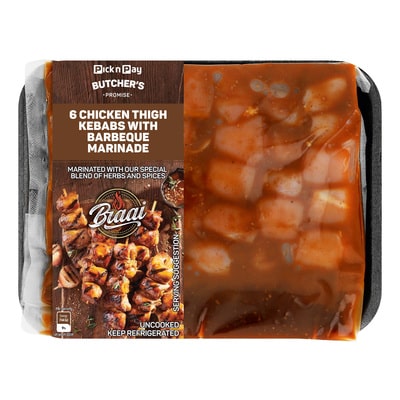 Pick n Pay
BUTCHER'S
PROMISE
6 CHICKEN THIGH
KEBABS WITH
BARBEQUE
MARINADE
MARINATED WITH OUR SPECIAL
BLEND OF HERBS AND SPICES
Braai
SERVING SUGGESTION
UNCOOKED
KEEP REFRIGERATED